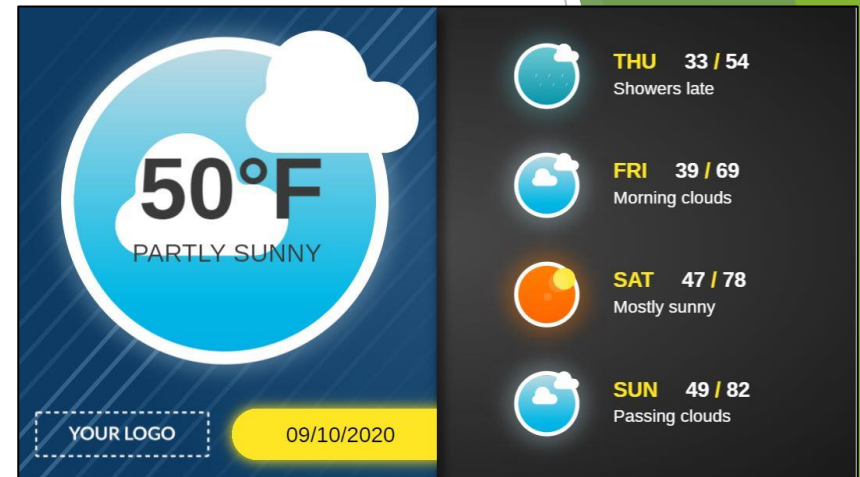 50°F
PARTLY SUNNY
YOUR LOGO
09/10/2020
THU 33 / 54
Showers late
FRI 39 / 69
Morning clouds
SAT 47 / 78
Mostly sunny
SUN 49 / 82
Passing clouds